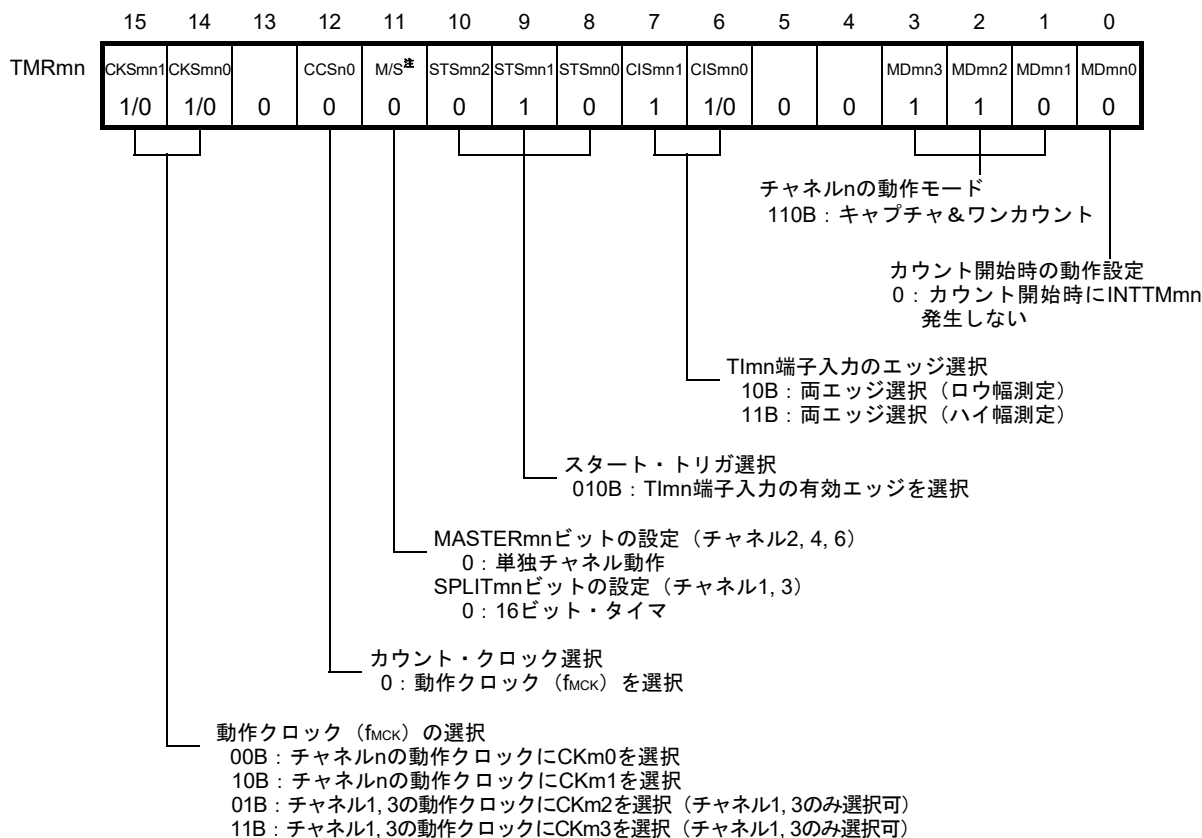 15 14 13 12 11 10 9 8 7 6 5 4 3 2 1 0
TMRmn CKSmn1 CKSmn0 CCSn0 M/S注 STSmn2 STSmn1 STSmn0 CISmn1 CISmn0 MDmn3 MDmn2 MDmn1 MDmn0
1/0 1/0 0 0 0 0 1 0 1 1/0 0 0 1 1 0 0
チャネルnの動作モード
110B：キャプチャ＆ワンカウント
カウント開始時の動作設定
0：カウント開始時にINTTMmn
発生しない
TImn端子入力のエッジ選択
10B：両エッジ選択（ロウ幅測定）
11B：両エッジ選択（ハイ幅測定）
スタート・トリガ選択
010B：TImn端子入力の有効エッジを選択
MASTERmnビットの設定（チャネル2, 4, 6）
0：単独チャネル動作
SPLITmnビットの設定（チャネル1, 3）
0：16ビット・タイマ
カウント・クロック選択
0：動作クロック（fMCK）を選択
動作クロック（fMCK）の選択
00B：チャネルnの動作クロックにCKm0を選択
10B：チャネルnの動作クロックにCKm1を選択
01B：チャネル1, 3の動作クロックにCKm2を選択（チャネル1, 3のみ選択可）
11B：チャネル1, 3の動作クロックにCKm3を選択（チャネル1, 3のみ選択可）